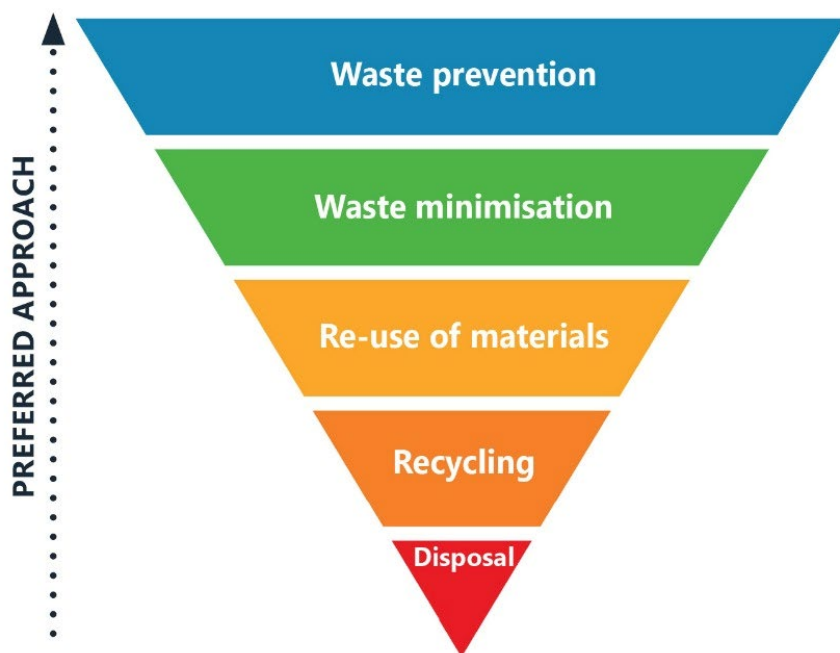 PREFERRED APPROACH
Waste prevention
Waste minimisation
Re-use of materials
Recycling
Disposal